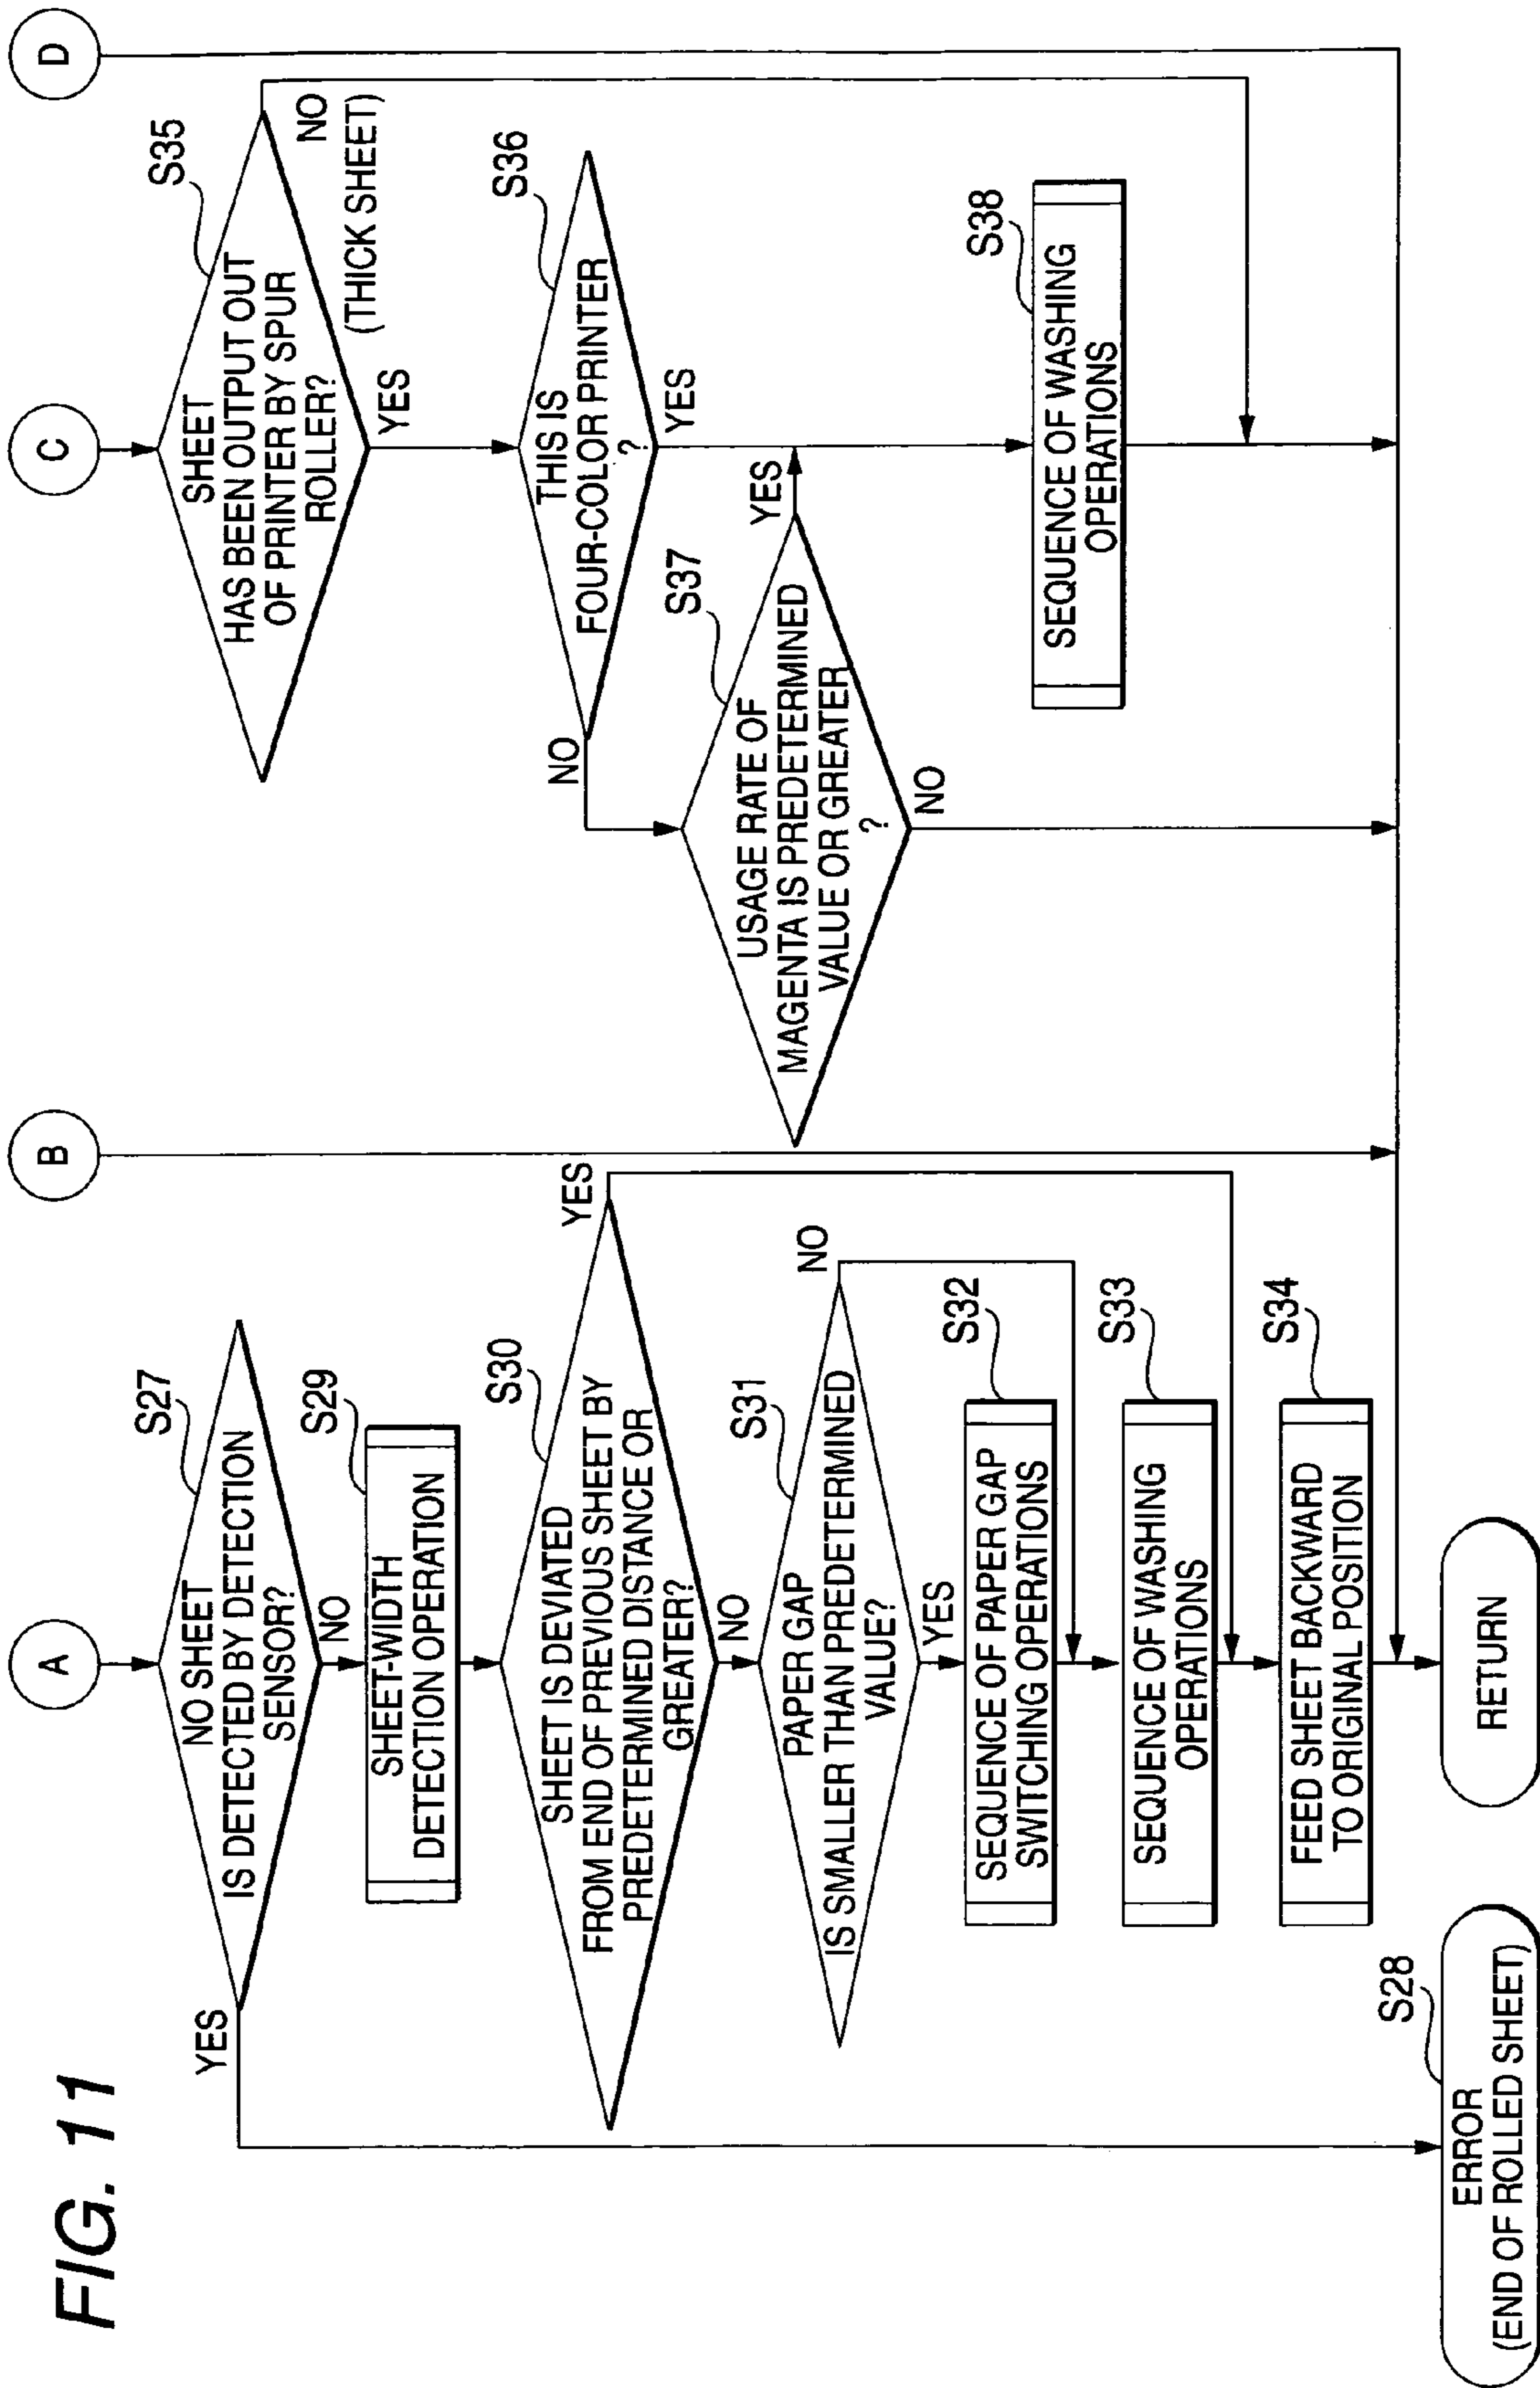 FIG. 11
A
NO SHEET
IS DETECTED BY DETECTION
SENSOR?
S27
YES
NO
SHEET-WIDTH
DETECTION OPERATION
S29
SHEET IS DEVIATED
FROM END OF PREVIOUS SHEET BY
PREDETERMINED DISTANCE OR
GREATER?
S30
YES
NO
PAPER GAP
IS SMALLER THAN PREDETERMINED
VALUE?
S31
NO
YES
SEQUENCE OF PAPER GAP
SWITCHING OPERATIONS
S32
SEQUENCE OF WASHING
OPERATIONS
S33
FEED SHEET BACKWARD
TO ORIGINAL POSITION
S34
ERROR
(END OF ROLLED SHEET)
S28
RETURN
B
C
SHEET
HAS BEEN OUTPUT OUT
OF PRINTER BY SPUR
ROLLER?
S35
NO
(THICK SHEET)
YES
THIS IS
FOUR-COLOR PRINTER
?
S36
NO
YES
USAGE RATE OF
MAGENTA IS PREDETERMINED
VALUE OR GREATER
?
S37
YES
NO
SEQUENCE OF WASHING
OPERATIONS
S38
D